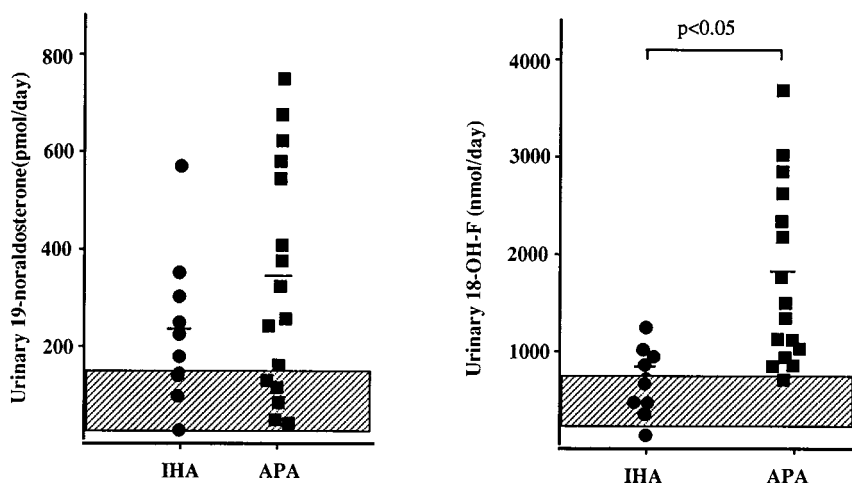 Urinary 19-noraldosterone(pmol/day)
800
600
400
200
IHA
APA
p<0.05
Urinary 18-OH-F (nmol/day)
4000
3000
2000
1000
IHA
APA